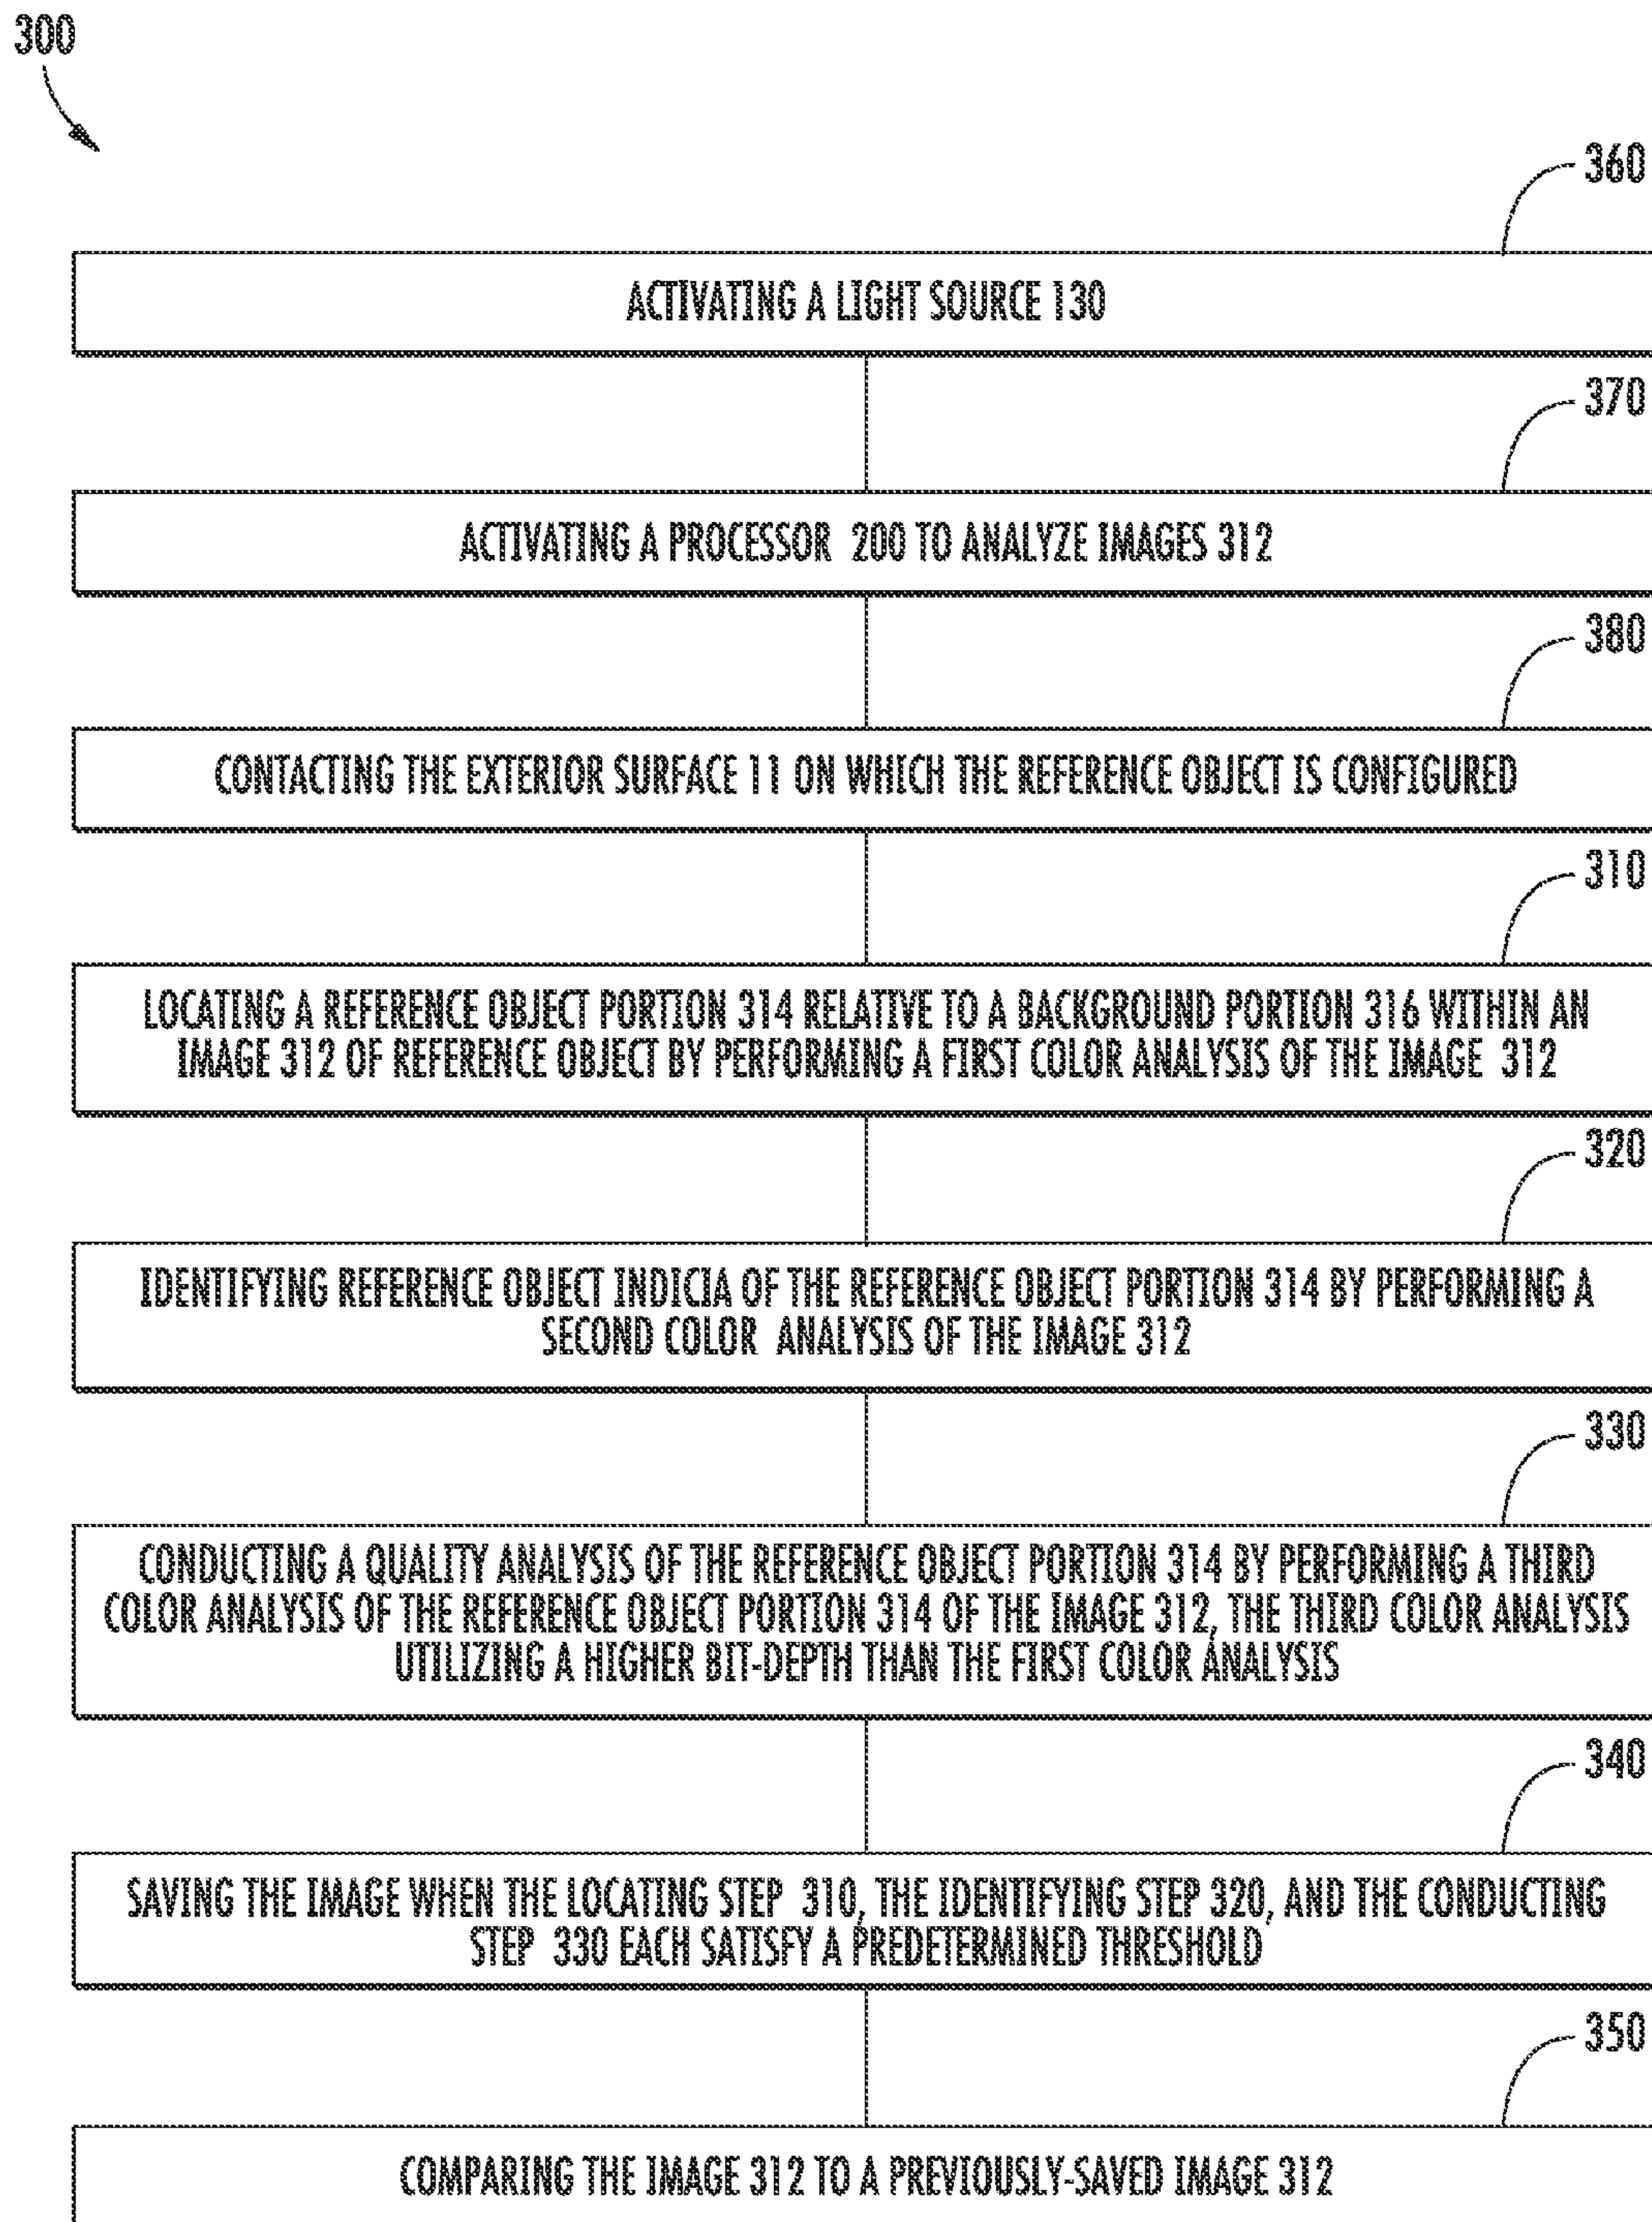 300
360
ACTIVATING A LIGHT SOURCE 130
370
ACTIVATING A PROCESSOR 200 TO ANALYZE IMAGES 312
380
CONTACTING THE EXTERIOR SURFACE 11 ON WHICH THE REFERENCE OBJECT IS CONFIGURED
310
LOCATING A REFERENCE OBJECT PORTION 314 RELATIVE TO A BACKGROUND PORTION 316 WITHIN AN
IMAGE 312 OF REFERENCE OBJECT BY PERFORMING A FIRST COLOR ANALYSIS OF THE IMAGE 312
320
IDENTIFYING REFERENCE OBJECT INDICIA OF THE REFERENCE OBJECT PORTION 314 BY PERFORMING A
SECOND COLOR ANALYSIS OF THE IMAGE 312
330
CONDUCTING A QUALITY ANALYSIS OF THE REFERENCE OBJECT PORTION 314 BY PERFORMING A THIRD
COLOR ANALYSIS OF THE REFERENCE OBJECT PORTION 314 OF THE IMAGE 312, THE THIRD COLOR ANALYSIS
UTILIZING A HIGHER BIT-DEPTH THAN THE FIRST COLOR ANALYSIS
340
SAVING THE IMAGE WHEN THE LOCATING STEP 310, THE IDENTIFYING STEP 320, AND THE CONDUCTING
STEP 330 EACH SATISFY A PREDETERMINED THRESHOLD
350
COMPARING THE IMAGE 312 TO A PREVIOUSLY-SAVED IMAGE 312